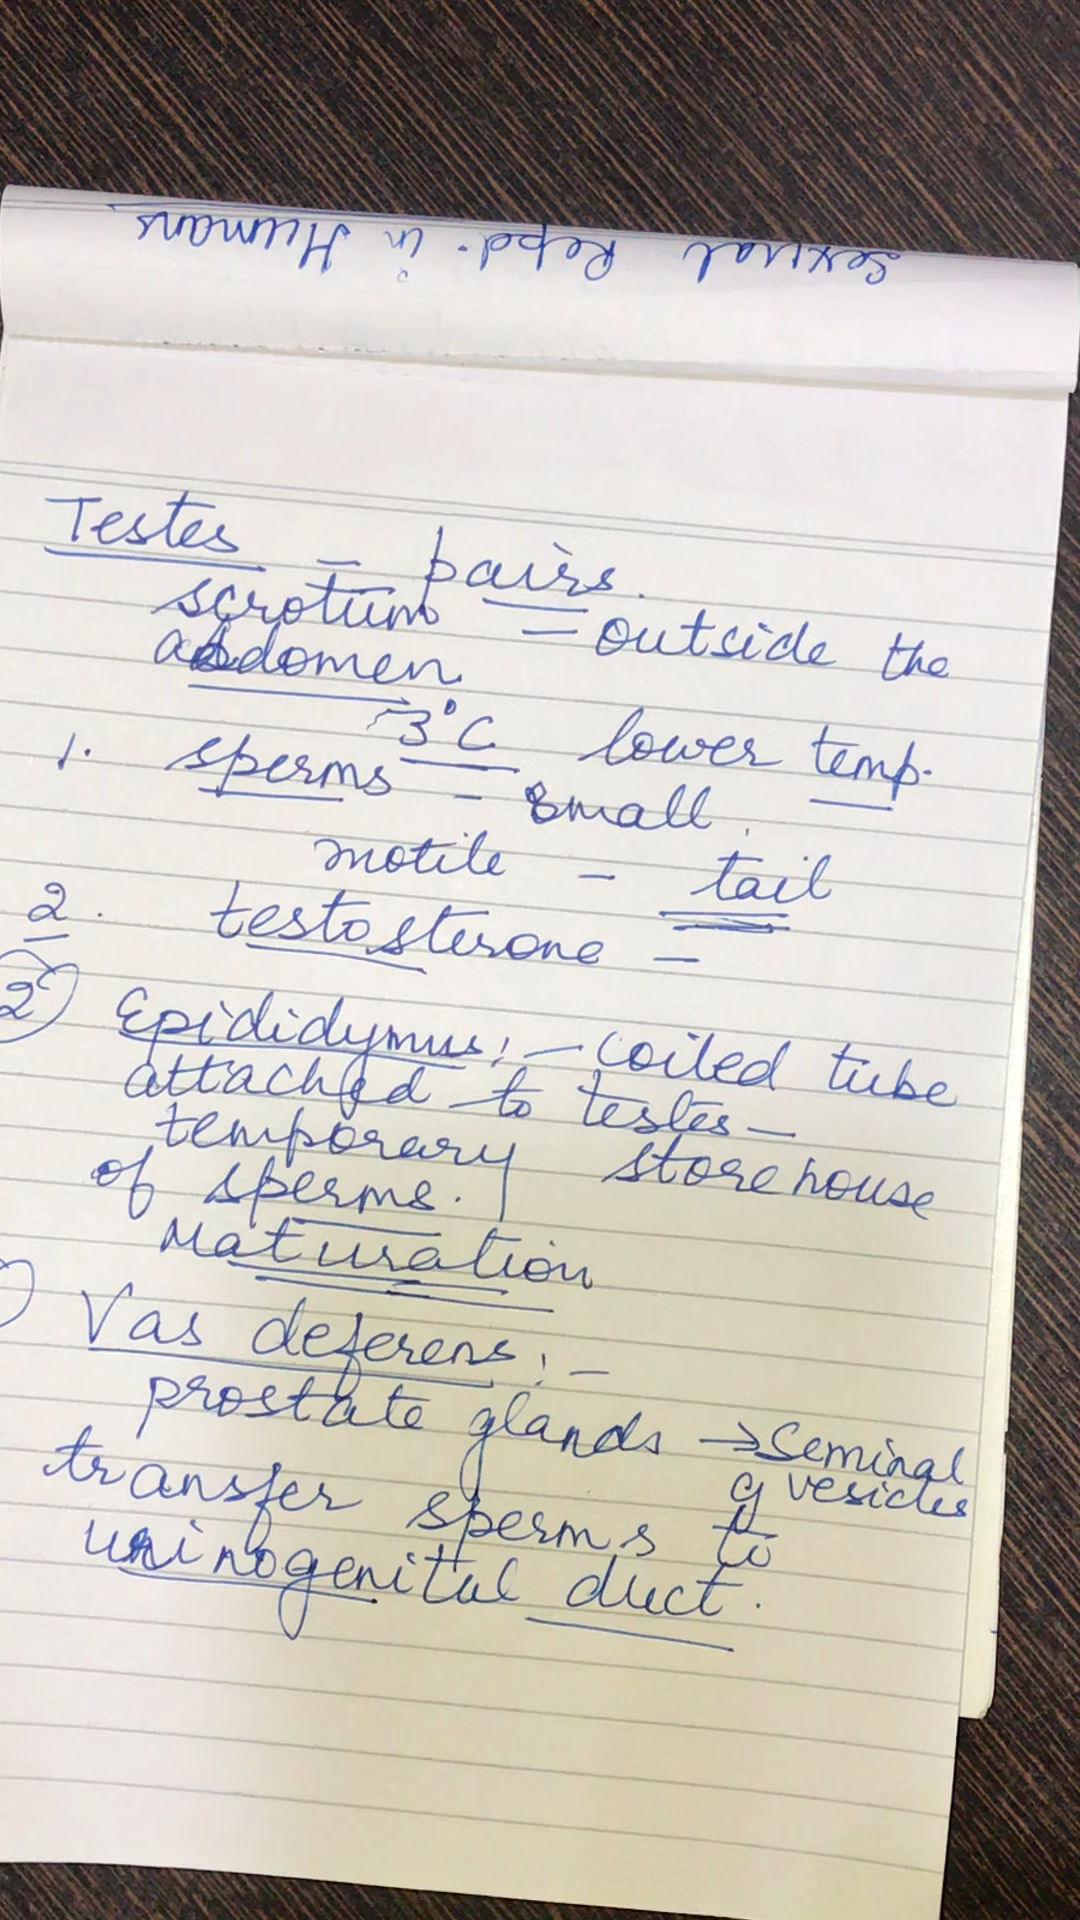 Sexual Repd. in Humans
Testes - pairs.
scrotum - outside the
abdomen
3°C lower temp.
1. sperms - small.
motile - tail
2. testosterone -
2 Epididymus :- coiled tube
attached to testes -
temporary storehouse
of sperms.
Maturation
Vas deferens :-
prostate glands → Seminal
vesicles
transfer sperms to
urinogenital duct.